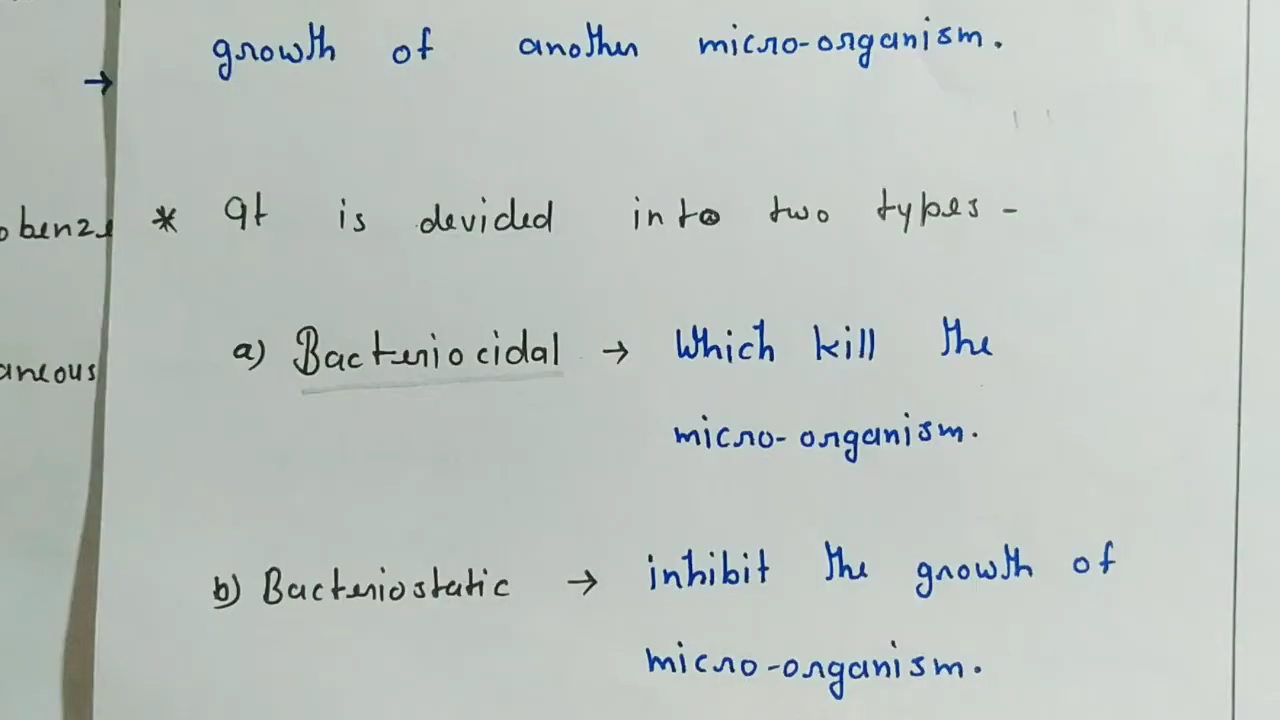 growth of another micro-organism.
→
obenze * It is devided into two types -
a) Bacteriocidal → Which kill the
aneous
micro-organism.
b) Bacteriostatic → inhibit the growth of
micro-organism.